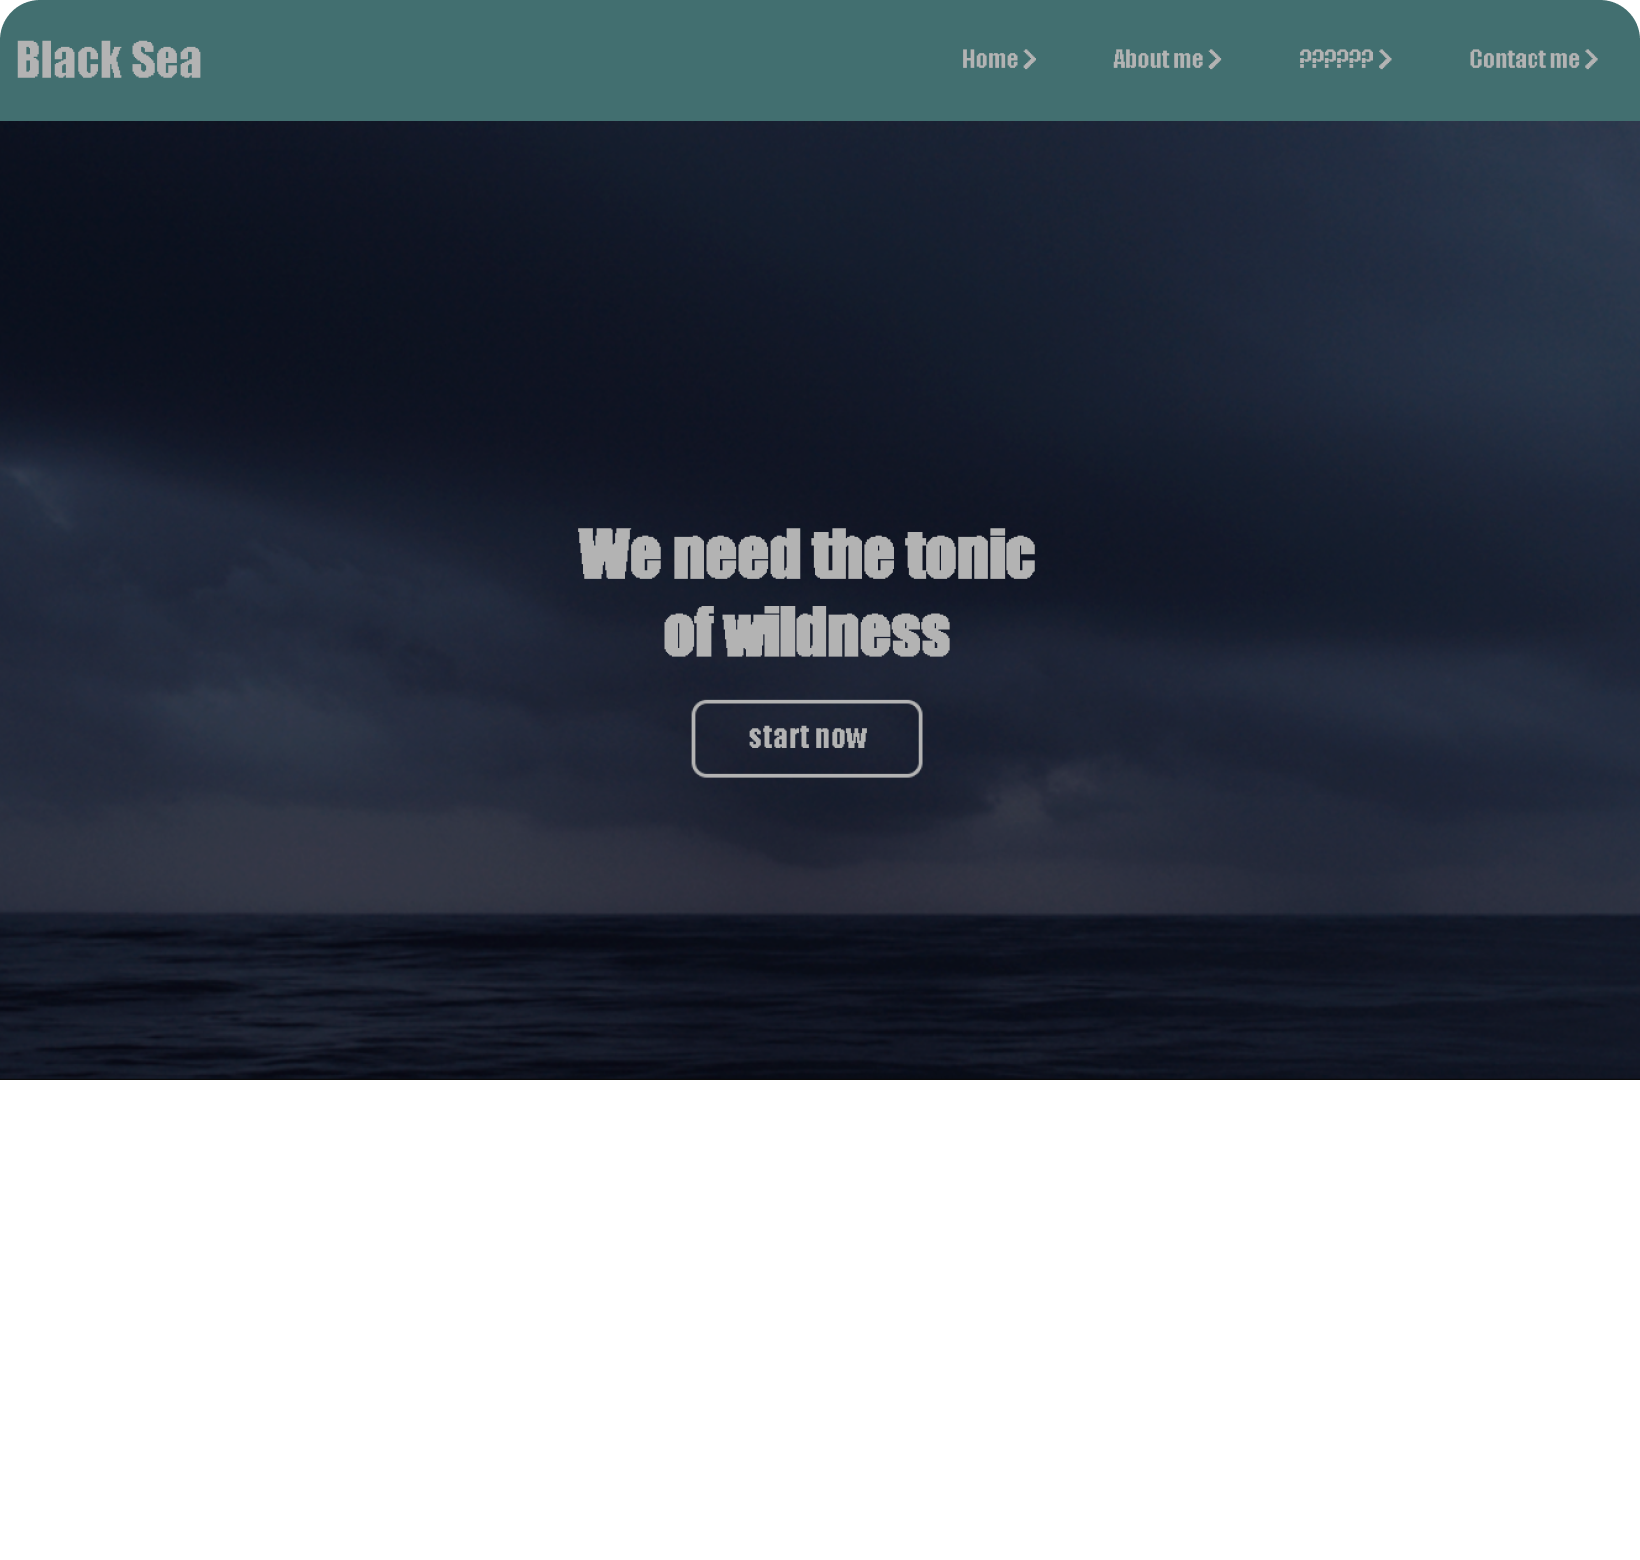 Black Sea
Home
About me
??????
Contact me
We need the tonic
of wildness
start now